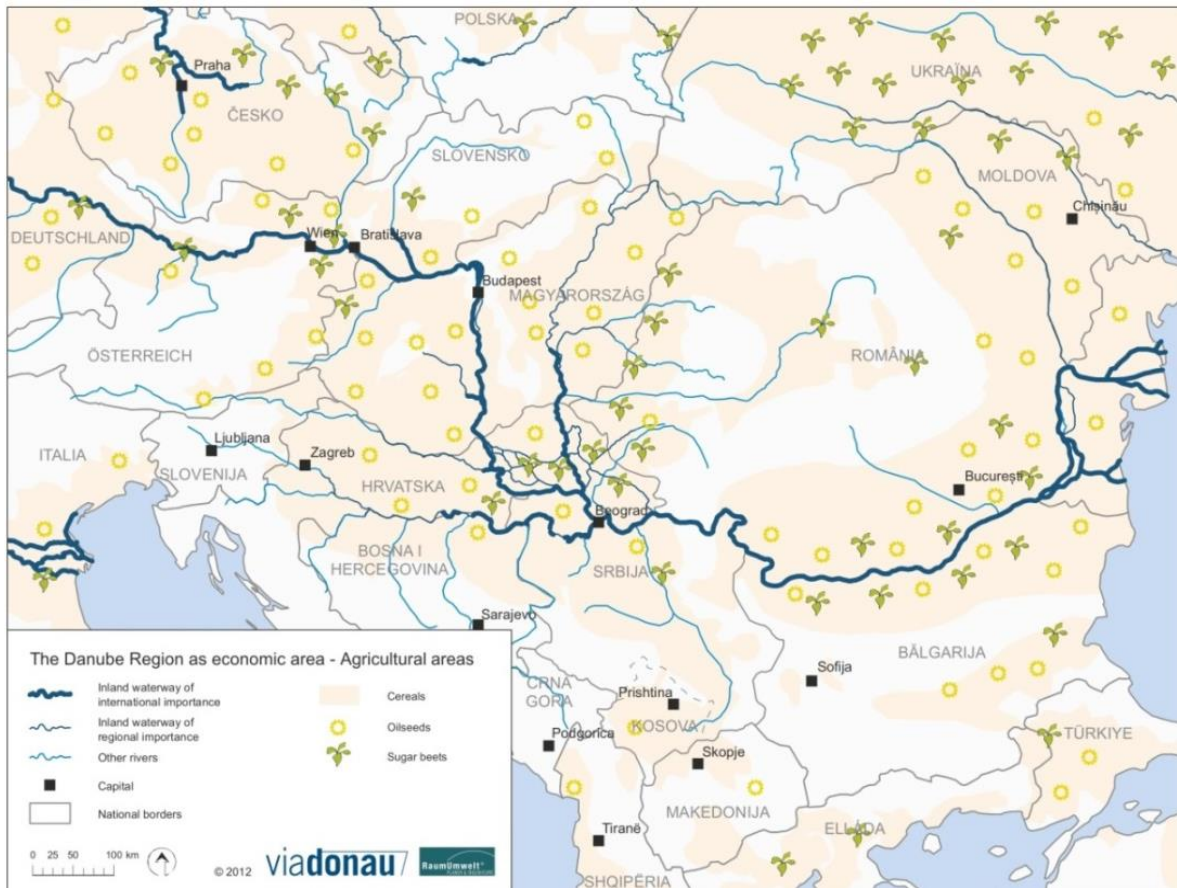 POLSKA
Praha
UKRAÏNA
ČESKO
SLOVENSKO
MOLDOVA
Chişinău
DEUTSCHLAND
Wien
Bratislava
Budapest
MAGYARORSZÁG
ÖSTERREICH
ROMÂNIA
Ljubljana
ITALIA
Zagreb
SLOVENIJA
HRVATSKA
Bucureşti
Beograd
BOSNA I
HERCEGOVINA
SRBIJA
Sarajevo
BĂLGARIJA
Sofija
CRNA
GORA
Prishtina
KOSOVA
Podgorica
Skopje
TÜRKIYE
MAKEDONIJA
Tiranë
ELLÁDA
SHQIPËRIA
The Danube Region as economic area - Agricultural areas
Inland waterway of
international importance
Inland waterway of
regional importance
Other rivers
Capital
National borders
Cereals
Oilseeds
Sugar beets
0 25 50 100 km
© 2012
viadonau
RaumUmwelt